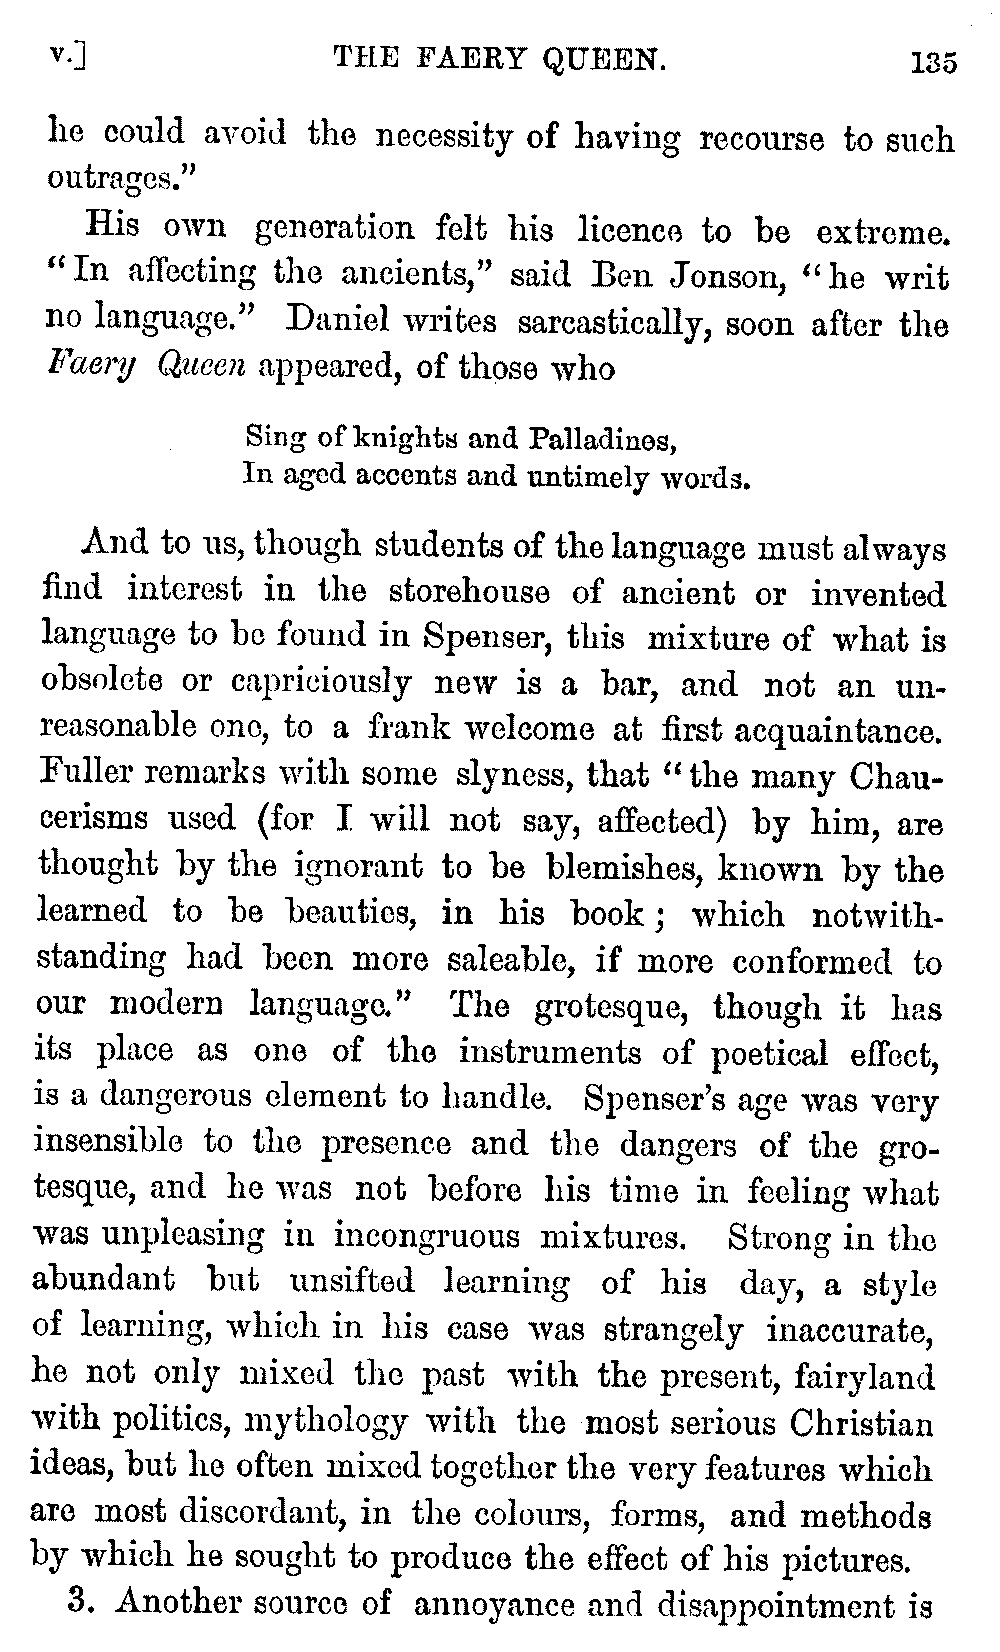 v.] THE FAERY QUEEN. 135
he could avoid the necessity of having recourse to such
outrages.”
His own generation felt his licence to be extreme.
“In affecting the ancients,” said Ben Jonson, “he writ
no language.” Daniel writes sarcastically, soon after the
Faery Queen appeared, of those who
Sing of knights and Palladines,
In aged accents and untimely words.
And to us, though students of the language must always
find interest in the storehouse of ancient or invented
language to be found in Spenser, this mixture of what is
obsolete or capriciously new is a bar, and not an un-
reasonable one, to a frank welcome at first acquaintance.
Fuller remarks with some slyness, that “the many Chau-
cerisms used (for I will not say, affected) by him, are
thought by the ignorant to be blemishes, known by the
learned to be beauties, in his book; which notwith-
standing had been more saleable, if more conformed to
our modern language.” The grotesque, though it has
its place as one of the instruments of poetical effect,
is a dangerous element to handle. Spenser’s age was very
insensible to the presence and the dangers of the gro-
tesque, and he was not before his time in feeling what
was unpleasing in incongruous mixtures. Strong in the
abundant but unsifted learning of his day, a style
of learning, which in his case was strangely inaccurate,
he not only mixed the past with the present, fairyland
with politics, mythology with the most serious Christian
ideas, but he often mixed together the very features which
are most discordant, in the colours, forms, and methods
by which he sought to produce the effect of his pictures.
3. Another source of annoyance and disappointment is